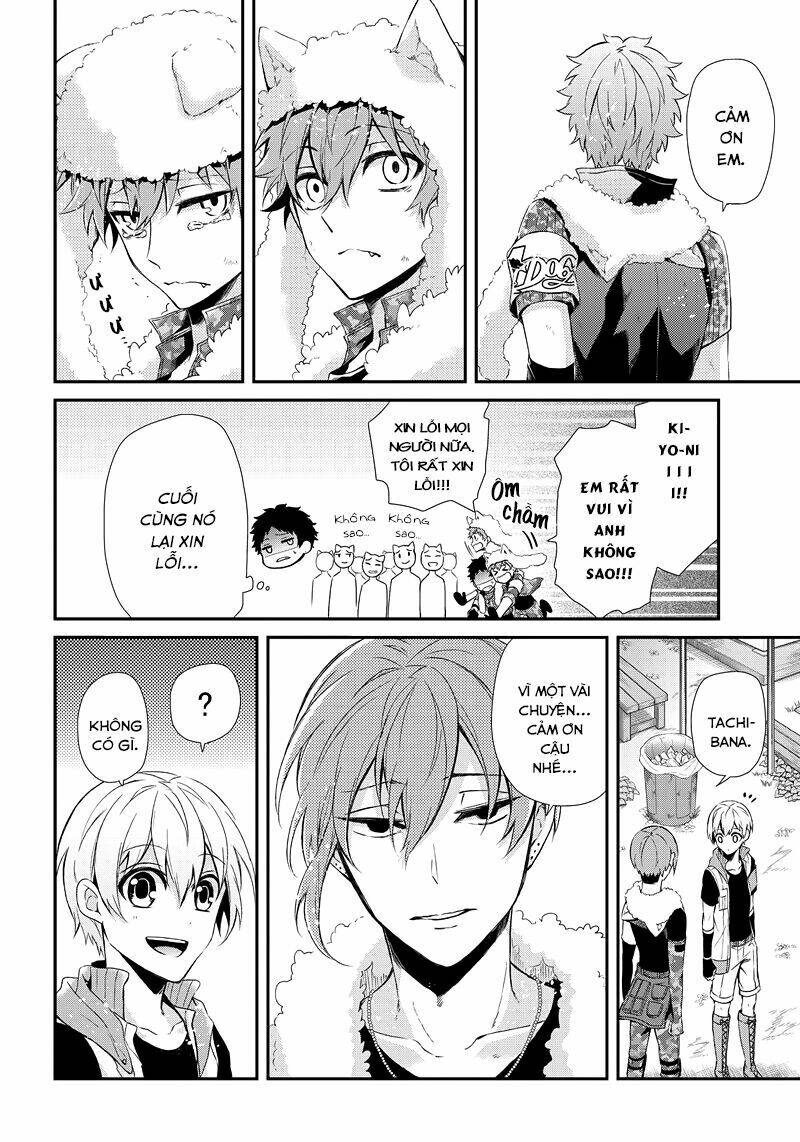 CẢM
ƠN
EM.
DOG
Ư
Ư
Ư
KI-
YO-NI
I I I
I!!
EM RẤT
VUI VÌ
ANH
KHÔNG
SAO!!!
XIN LỖI MỌI
NGƯỜI NỮA.
TÔI RẤT XIN
LỖI!!!
Ôm
chầm
Không
sao...
Không
sao...
CUỐI
CÙNG NÓ
LẠI XIN
LỖI...
TACHI-
BANA.
VÌ MỘT VÀI
CHUYỆN...
CẢM ƠN
CẬU
NHÉ...
?
KHÔNG
CÓ GÌ.